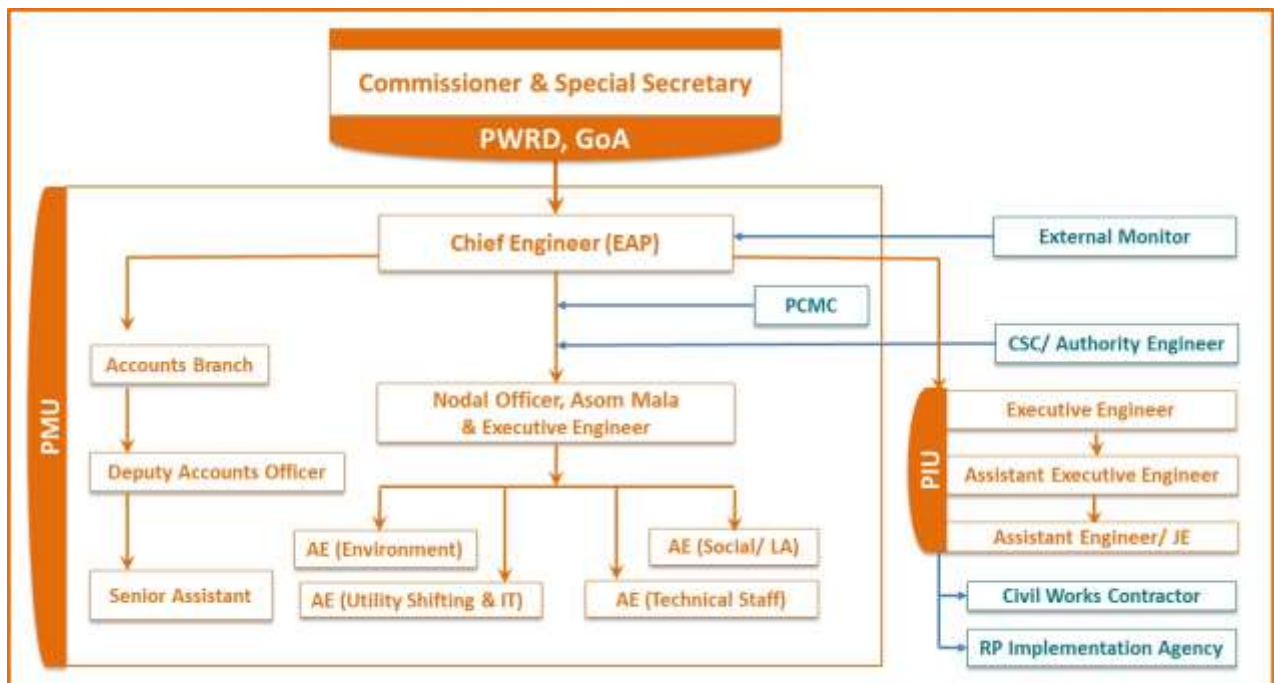 Commissioner & Special Secretary
PWRD, GoA
PMU
Chief Engineer (EAP)
External Monitor
PCMC
CSC/ Authority Engineer
Accounts Branch
Nodal Officer, Asom Mala
& Executive Engineer
Deputy Accounts Officer
Senior Assistant
AE (Environment)
AE (Social/ LA)
AE (Utility Shifting & IT)
AE (Technical Staff)
PIU
Executive Engineer
Assistant Executive Engineer
Assistant Engineer/ JE
Civil Works Contractor
RP Implementation Agency